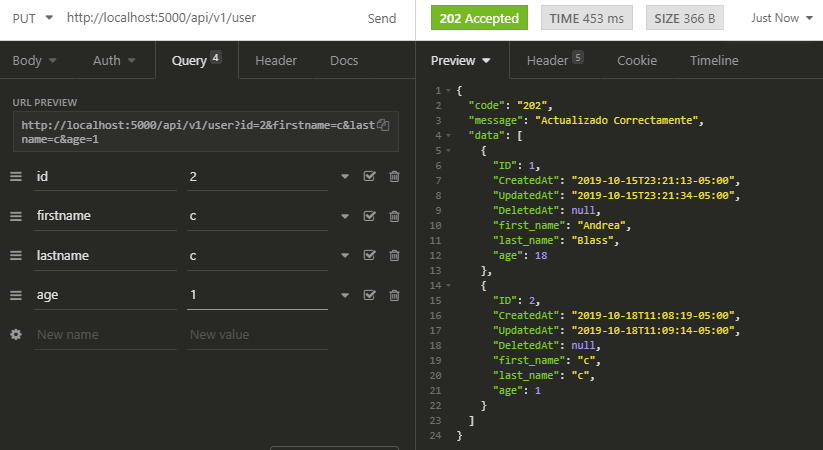 PUT http://localhost:5000/api/v1/user Send
202 Accepted TIME 453 ms SIZE 366 B Just Now
Body Auth Query 4 Header Docs
Preview Header 5 Cookie Timeline
URL PREVIEW
http://localhost:5000/api/v1/user?id=2&firstname=c&last
name=c&age=1
id 2
firstname c
lastname c
age 1
New name New value
1 {
2 "code": "202",
3 "message": "Actualizado Correctamente",
4 "data": [
5 {
6 "ID": 1,
7 "CreatedAt": "2019-10-15T23:21:13-05:00",
8 "UpdatedAt": "2019-10-15T23:21:34-05:00",
9 "DeletedAt": null,
10 "first_name": "Andrea",
11 "last_name": "Blass",
12 "age": 18
13 },
14 {
15 "ID": 2,
16 "CreatedAt": "2019-10-18T11:08:19-05:00",
17 "UpdatedAt": "2019-10-18T11:09:14-05:00",
18 "DeletedAt": null,
19 "first_name": "c",
20 "last_name": "c",
21 "age": 1
22 }
23 ]
24 }